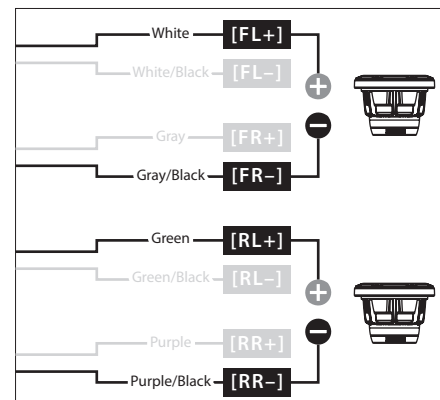 White [FL+]
White/Black [FL−]
+
Gray [FR+]
−
Gray/Black [FR−]
Green [RL+]
Green/Black [RL−]
+
Purple [RR+]
−
Purple/Black [RR−]